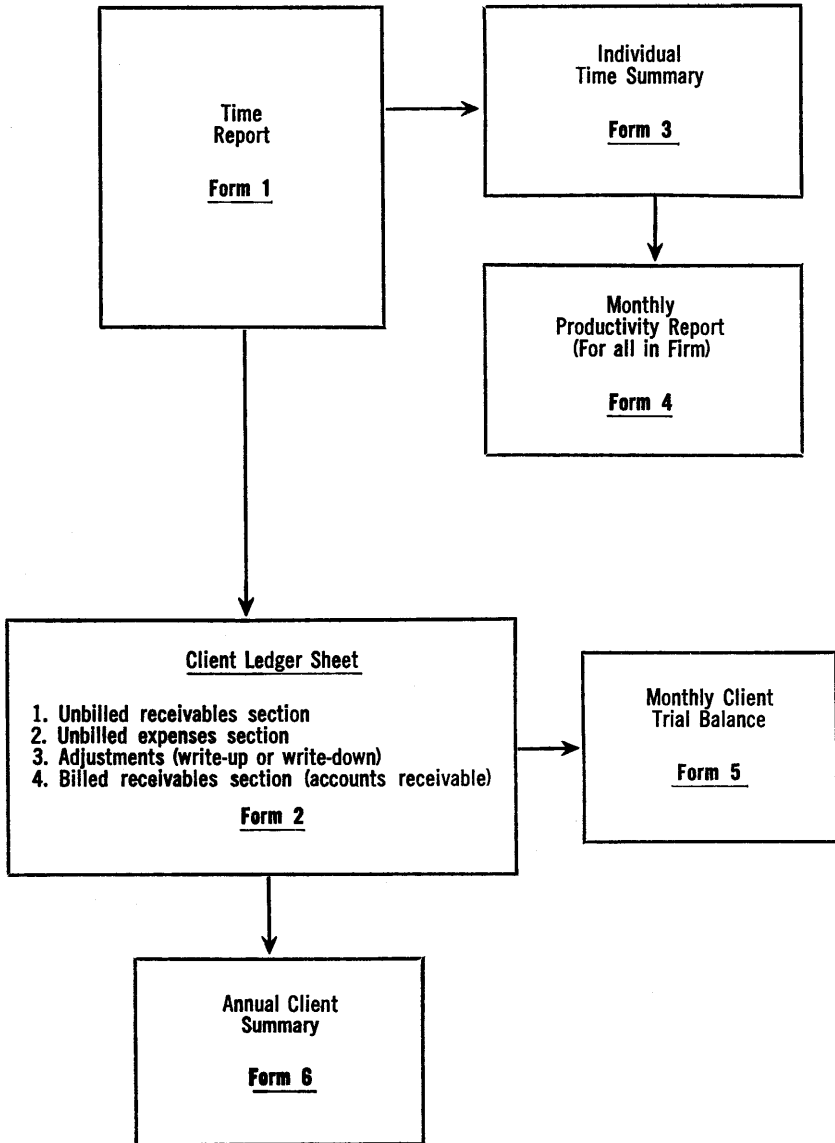 Time
Report
Form 1
Individual
Time Summary
Form 3
Monthly
Productivity Report
(For all in Firm)
Form 4
Client Ledger Sheet
1. Unbilled receivables section
2. Unbilled expenses section
3. Adjustments (write-up or write-down)
4. Billed receivables section (accounts receivable)
Form 2
Monthly Client
Trial Balance
Form 5
Annual Client
Summary
Form 6